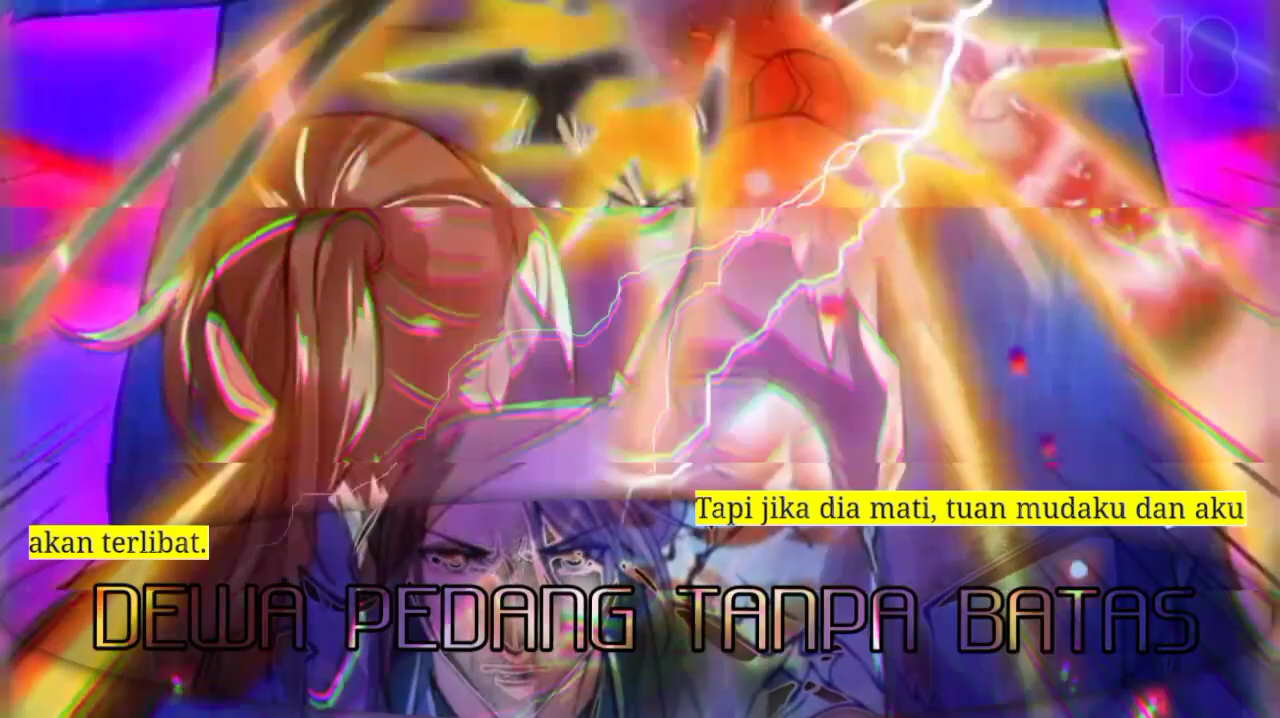 18
Tapi jika dia mati, tuan mudaku dan aku
akan terlibat.
DEWA PEDANG TANPA BATAS